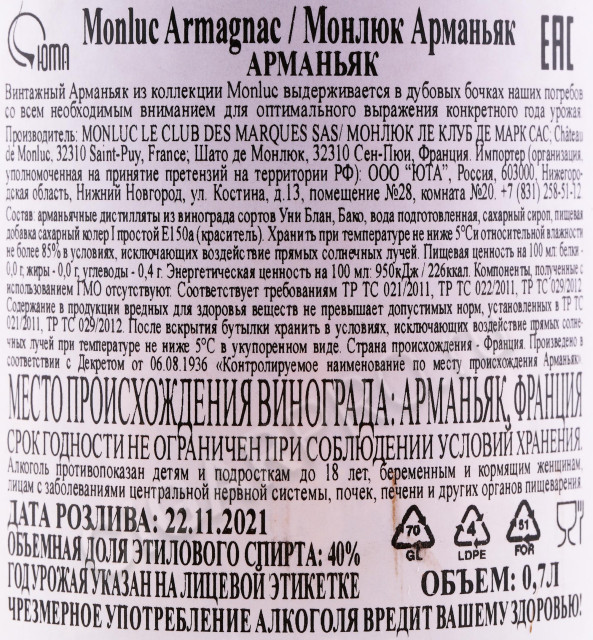 ЮТА
Monluc Armagnac / Монлюк Арманьяк
EAC
АРМАНЬЯК
Винтажный Арманьяк из коллекции Monluc выдерживается в дубовых бочках наших погребов
со всем необходимым вниманием для оптимального выражения конкретного года урожая.
Производитель: MONLUC LE CLUB DES MARQUES SAS/ МОНЛЮК ЛЕ КЛУБ ДЕ МАРК САС, Château
de Monluc, 32310 Saint-Puy, France; Шато де Монлюк, 32310 Сен-Пюи, Франция. Импортер (организация,
уполномоченная на принятие претензий на территории РФ): ООО "ЮТА", Россия, 603000, Нижегоро-
дская область, Нижний Новгород, ул. Костина, д.13, помещение №28, комната №20. +7 (831) 258-51-12
Состав: арманьячные дистилляты из винограда сортов Уни Блан, Бако, вода подготовленная, сахарный сироп, пищевая
добавка сахарный колер I простой Е150а (краситель). Хранить при температуре не ниже 5°С и относительной влажности
не более 85% в условиях, исключающих воздействие прямых солнечных лучей. Пищевая ценность на 100 мл: белки -
0,0 г, жиры - 0,0 г, углеводы - 0,4 г. Энергетическая ценность на 100 мл: 950кДж / 226ккал. Компоненты, полученные с
использованием ГМО отсутствуют. Соответствует требованиям ТР ТС 021/2011, ТР ТС 022/2011, ТР ТС 029/2012.
Содержание в продукции вредных для здоровья веществ не превышает допустимых норм, установленных в ТР ТС
021/2011, ТР ТС 029/2012. После вскрытия бутылки хранить в условиях, исключающих воздействие прямых солне-
чных лучей при температуре не ниже 5°С в укупоренном виде. Страна происхождения - Франция. Произведено в
соответствии с Декретом от 06.08.1936 «Контролируемое наименование по месту происхождения Арманьяк»
МЕСТО ПРОИСХОЖДЕНИЯ ВИНОГРАДА: АРМАНЬЯК, ФРАНЦИЯ
СРОК ГОДНОСТИ НЕ ОГРАНИЧЕН ПРИ СОБЛЮДЕНИИ УСЛОВИЙ ХРАНЕНИЯ.
Алкоголь противопоказан детям и подросткам до 18 лет, беременным и кормящим женщинам,
лицам с заболеваниями центральной нервной системы, почек, печени и других органов пищеварения.
ДАТА РОЗЛИВА: 22.11.2021
70 GL
4 LDPE
51 FOR
ОБЪЕМНАЯ ДОЛЯ ЭТИЛОВОГО СПИРТА: 40%
ГОД УРОЖАЯ УКАЗАН НА ЛИЦЕВОЙ ЭТИКЕТКЕ
ОБЪЕМ: 0,7Л
ЧРЕЗМЕРНОЕ УПОТРЕБЛЕНИЕ АЛКОГОЛЯ ВРЕДИТ ВАШЕМУ ЗДОРОВЬЮ!